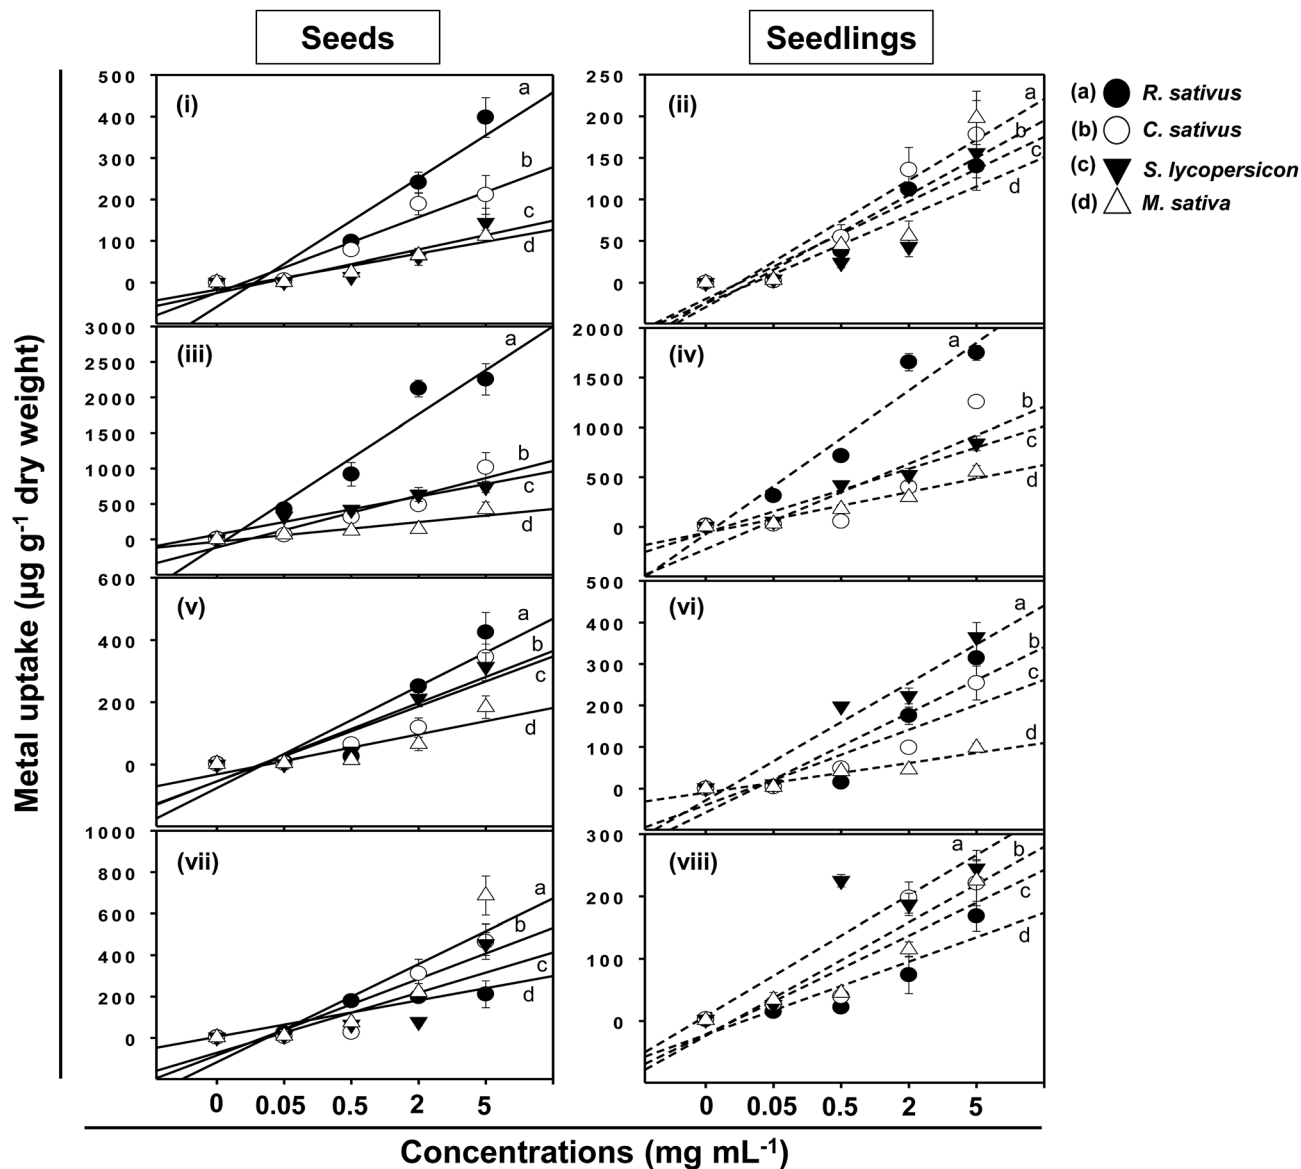 Seeds
Seedlings
Metal uptake (µg g-1 dry weight)
(i)
500
400
300
200
100
0
a
b
c
d
(ii)
250
200
150
100
50
0
a
b
c
d
(a) R. sativus
(b) C. sativus
(c) S. lycopersicon
(d) M. sativa
(iii)
3000
2500
2000
1500
1000
500
0
a
b
c
d
(iv)
2000
1500
1000
500
0
a
b
c
d
(v)
600
400
200
0
a
b
c
d
(vi)
500
400
300
200
100
0
a
b
c
d
(vii)
1000
800
600
400
200
0
a
b
c
d
(viii)
300
200
100
0
a
b
c
d
0 0.05 0.5 2 5
0 0.05 0.5 2 5
Concentrations (mg mL-1)